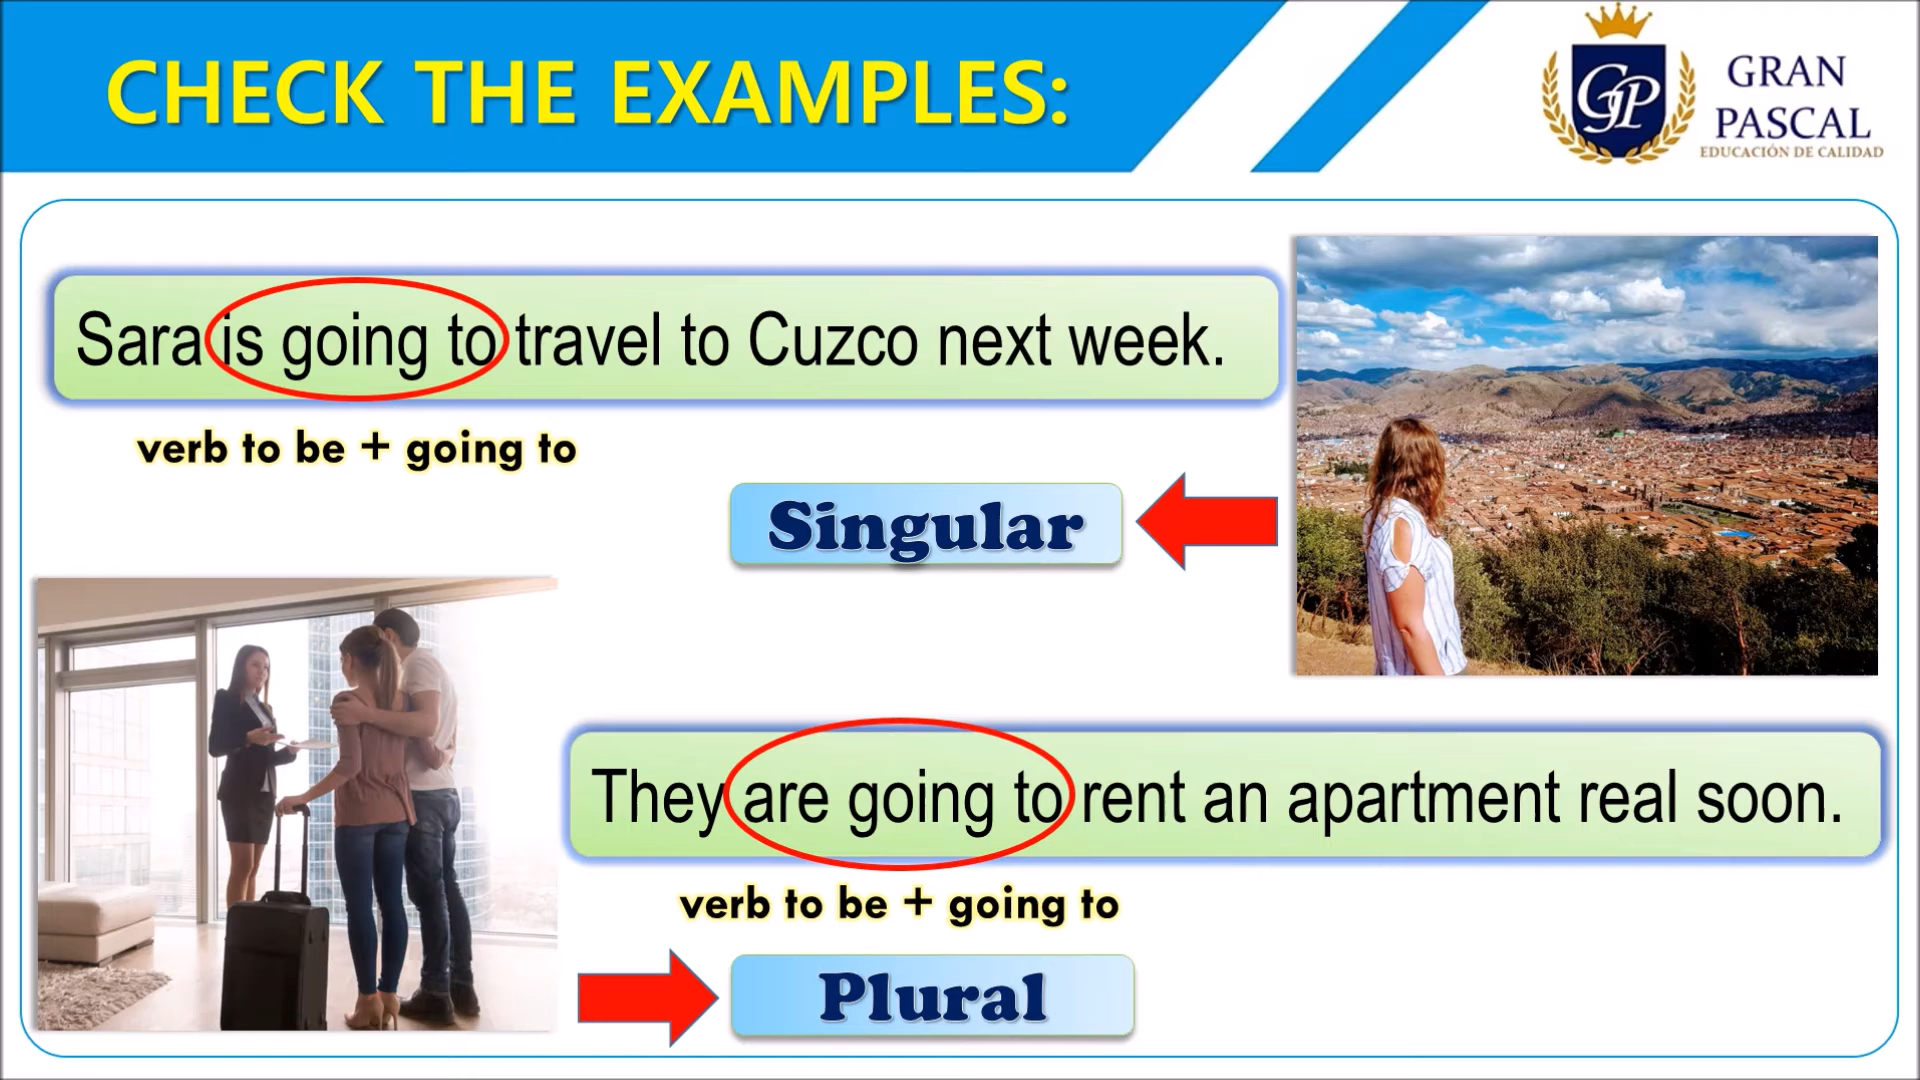 CHECK THE EXAMPLES:
GRAN
PASCAL
EDUCACIÓN DE CALIDAD
GP
Sara is going to travel to Cuzco next week.
verb to be + going to
Singular
They are going to rent an apartment real soon.
verb to be + going to
Plural